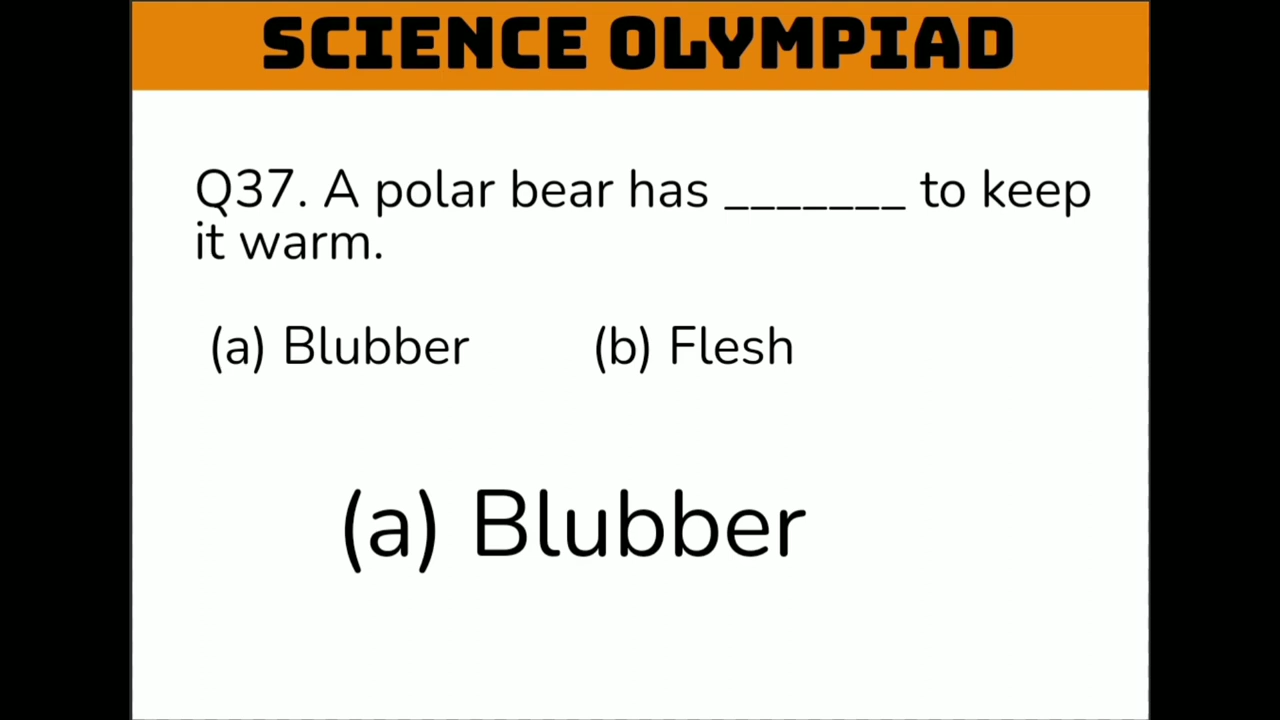 SCIENCE OLYMPIAD
Q37. A polar bear has _______ to keep
it warm.
(a) Blubber (b) Flesh
(a) Blubber